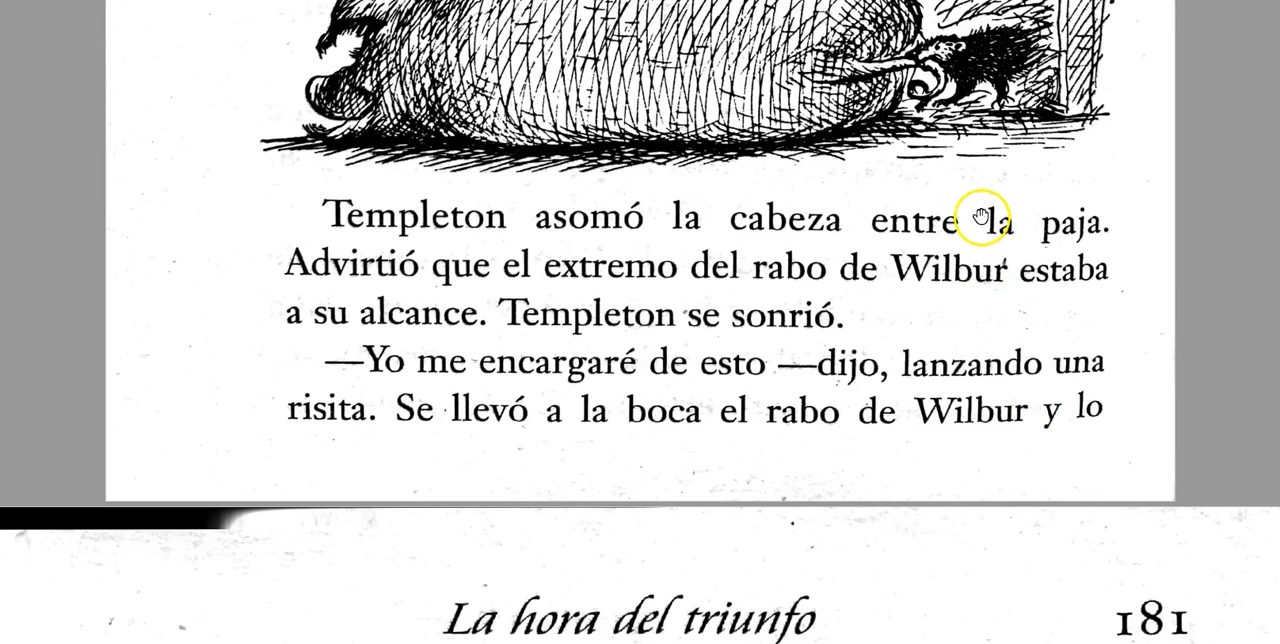 Templeton asomó la cabeza entre la paja.
Advirtió que el extremo del rabo de Wilbur estaba
a su alcance. Templeton se sonrió.
—Yo me encargaré de esto —dijo, lanzando una
risita. Se llevó a la boca el rabo de Wilbur y lo
La hora del triunfo 181